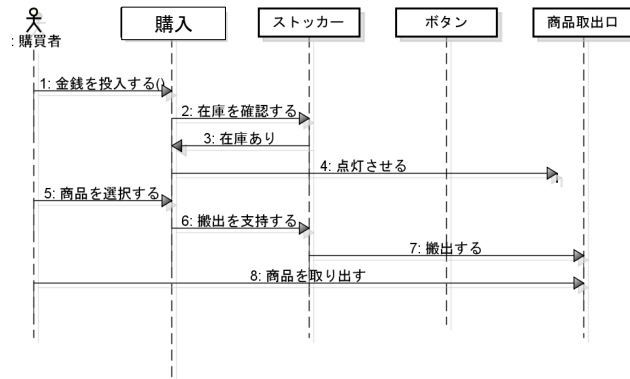 : 購買者
購入
ストッカー
ボタン
商品取出口
1: 金銭を投入する()
2: 在庫を確認する
3: 在庫あり
4: 点灯させる
5: 商品を選択する
6: 搬出を支持する
7: 搬出する
8: 商品を取り出す